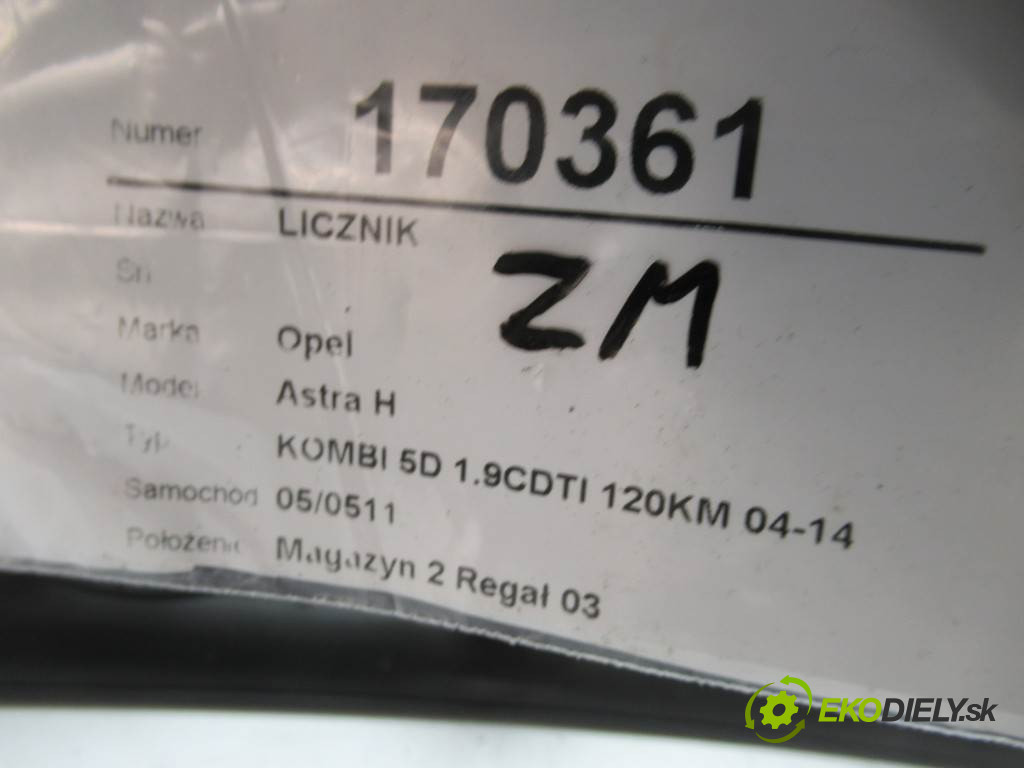 Numer 170361
Nazwa LICZNIK
Sn
ZM
Marka Opel
Model Astra H
Typ KOMBI 5D 1.9CDTI 120KM 04-14
Samochód 05/0511
Położenie Magazyn 2 Regał 03
EKODIELY.sk